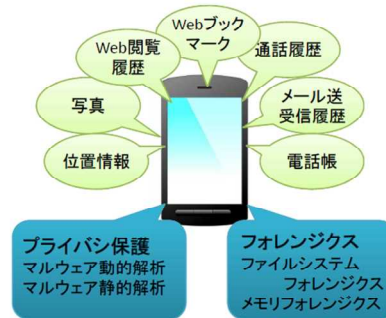 Webブック
マーク
Web閲覧
履歴
通話履歴
写真
メール送
受信履歴
位置情報
電話帳
プライバシ保護
マルウェア動的解析
マルウェア静的解析
フォレンジクス
ファイルシステム
フォレンジクス
メモリフォレンジクス